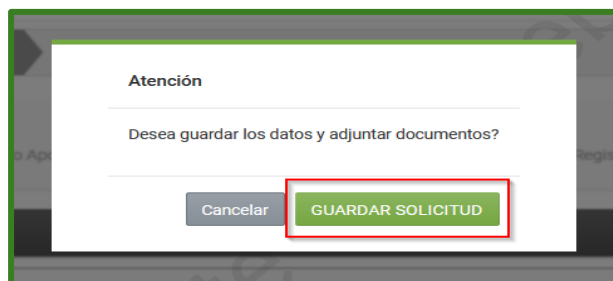 Atención
Desea guardar los datos y adjuntar documentos?
Cancelar GUARDAR SOLICITUD